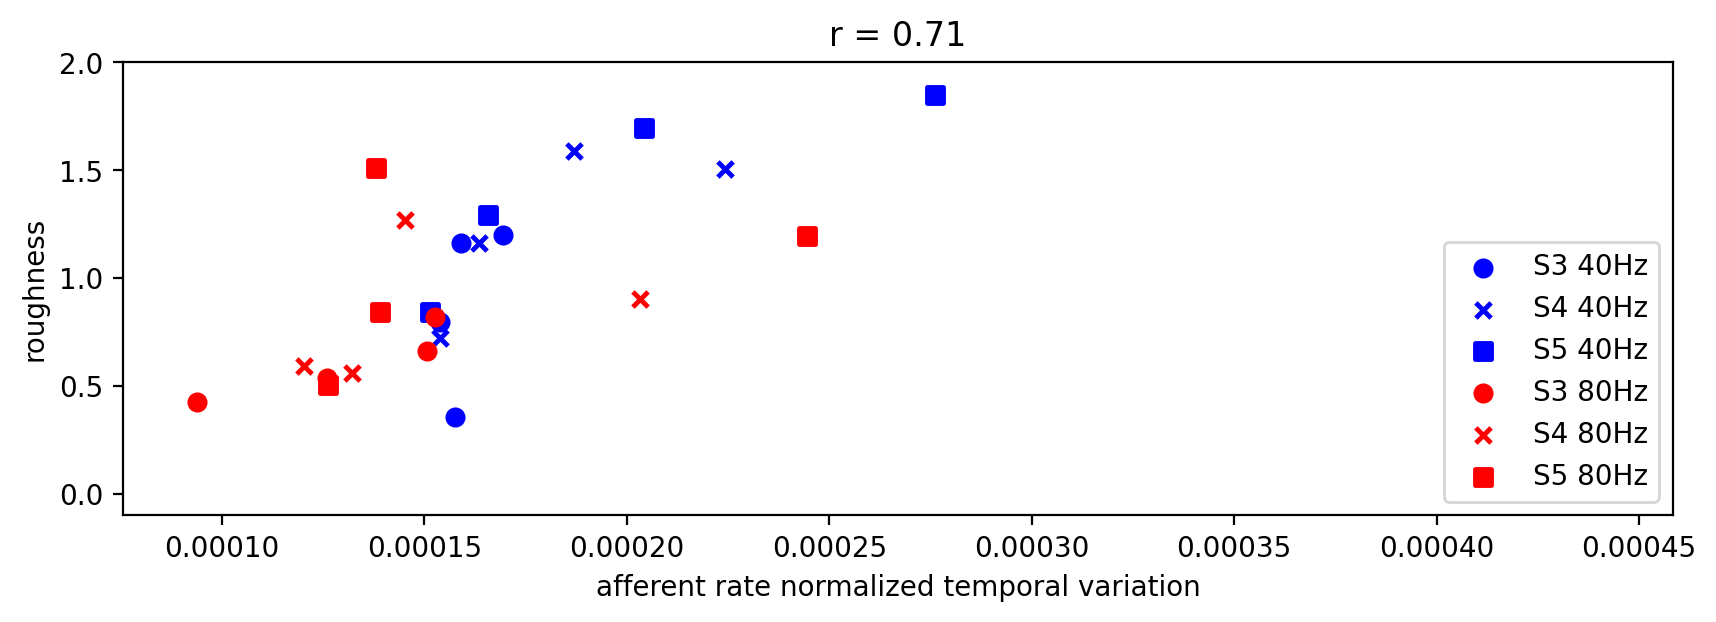 r = 0.71
roughness
2.0
1.5
1.0
0.5
0.0
S3 40Hz
S4 40Hz
S5 40Hz
S3 80Hz
S4 80Hz
S5 80Hz
0.00010 0.00015 0.00020 0.00025 0.00030 0.00035 0.00040 0.00045
afferent rate normalized temporal variation